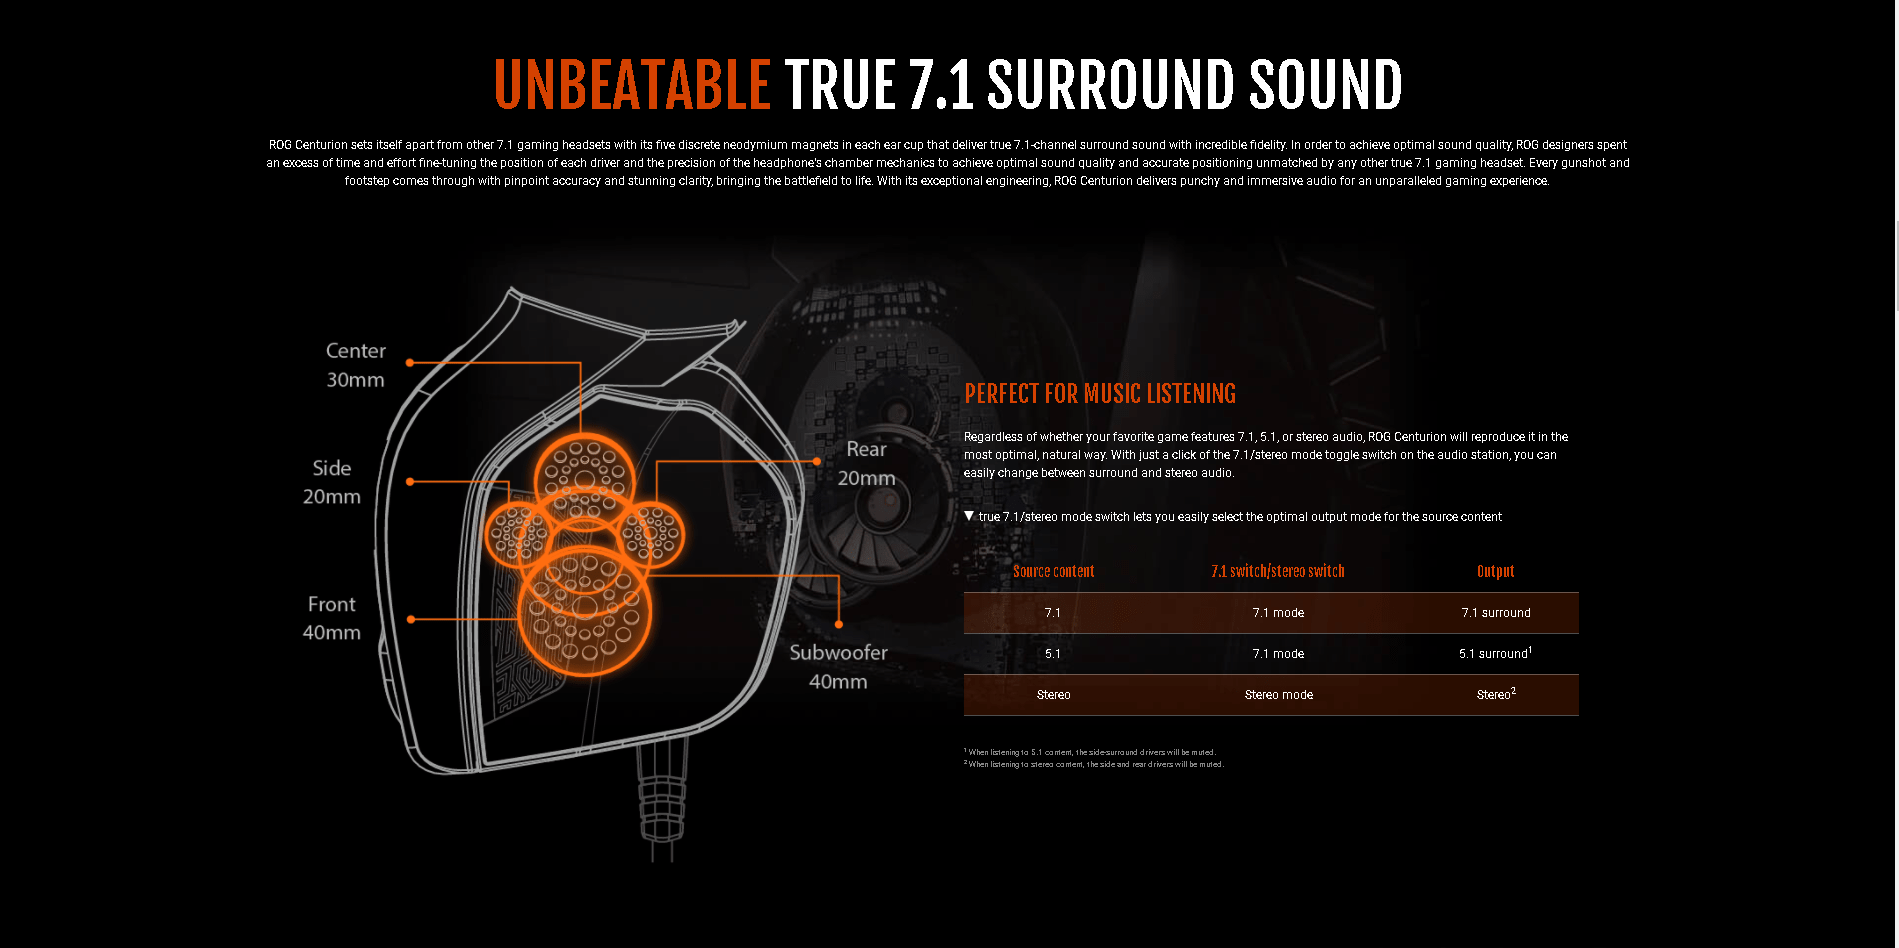 UNBEATABLE TRUE 7.1 SURROUND SOUND
ROG Centurion sets itself apart from other 7.1 gaming headsets with its five discrete neodymium magnets in each ear cup that deliver true 7.1-channel surround sound with incredible fidelity. In order to achieve optimal sound quality, ROG designers spent
an excess of time and effort fine-tuning the position of each driver and the precision of the headphone's chamber mechanics to achieve optimal sound quality and accurate positioning unmatched by any other true 7.1 gaming headset. Every gunshot and
footstep comes through with pinpoint accuracy and stunning clarity, bringing the battlefield to life. With its exceptional engineering, ROG Centurion delivers punchy and immersive audio for an unparalleled gaming experience.
Center
30mm
Side
20mm
Front
40mm
Rear
20mm
Subwoofer
40mm
PERFECT FOR MUSIC LISTENING
Regardless of whether your favorite game features 7.1, 5.1, or stereo audio, ROG Centurion will reproduce it in the
most optimal, natural way. With just a click of the 7.1/stereo mode toggle switch on the audio station, you can
easily change between surround and stereo audio.
▼ true 7.1/stereo mode switch lets you easily select the optimal output mode for the source content
Source content 7.1 switch/stereo switch Output
7.1 7.1 mode 7.1 surround
5.1 7.1 mode 5.1 surround¹
Stereo Stereo mode Stereo²
¹ When listening to 5.1 content, the side-surround drivers will be muted.
² When listening to stereo content, the side and rear drivers will be muted.